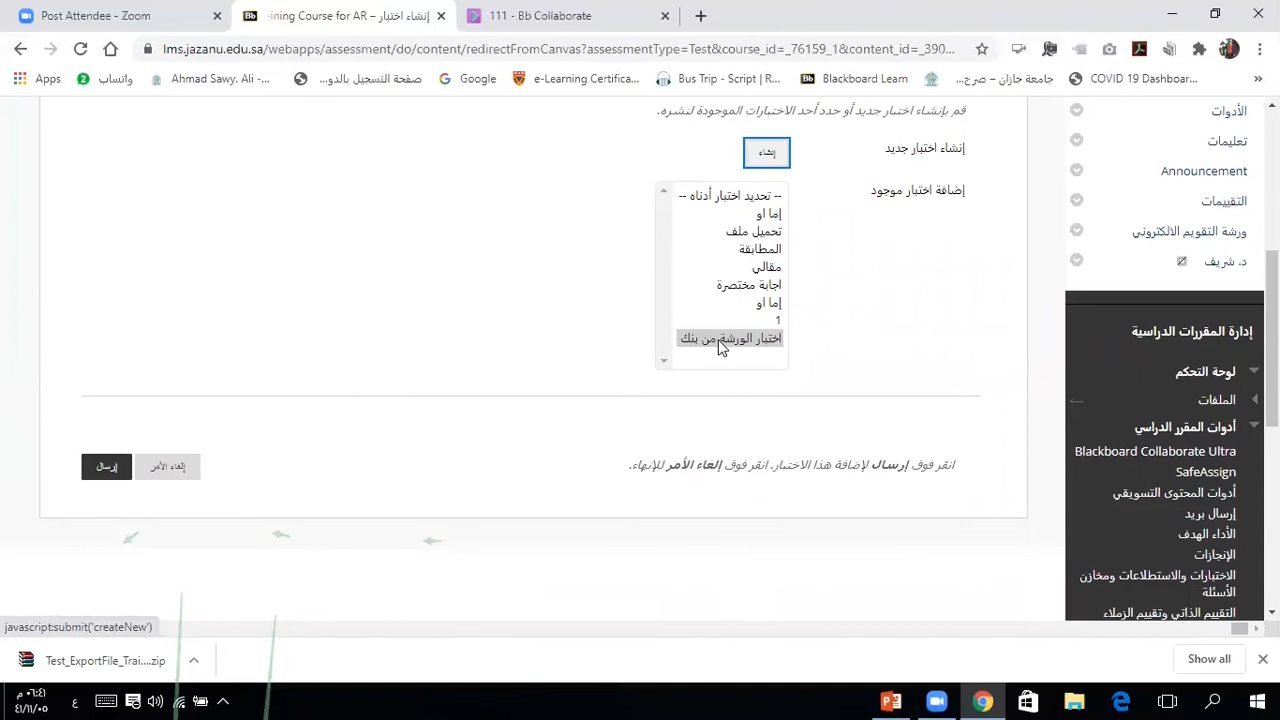 Post Attendee - Zoom
ining Course for AR – إنشاء اختبار
111 - Bb Collaborate
lms.jazanu.edu.sa/webapps/assessment/do/content/redirectFromCanvas?assessmentType=Test&course_id=_76159_1&content_id=_390...
Apps
واتساب
Ahmad Sawy, Ali -...
صفحة التسجيل بالدو...
Google
e-Learning Certifica...
Bus Trip - Script | R...
Blackboard Learn
جامعة جازان – صرح...
COVID 19 Dashboar...
قم بإنشاء اختبار جديد أو حدد أحد الاختبارات الموجودة لنشره.
إنشاء اختبار جديد
إنشاء
إضافة اختبار موجود
-- تحديد اختبار أدناه --
إما او
تحميل ملف
المطابقة
مقالي
اجابة مختصرة
إما او
1
اختبار الورشة من بنك
انقر فوق إرسال لإضافة هذا الاختبار. انقر فوق إلغاء الأمر للإنهاء.
إلغاء الأمر
إرسال
الأدوات
تعليمات
Announcement
التقييمات
ورشة التقويم الالكتروني
د. شريف
إدارة المقررات الدراسية
لوحة التحكم
الملفات
أدوات المقرر الدراسي
Blackboard Collaborate Ultra
SafeAssign
أدوات المحتوى التسويقي
إرسال بريد
الأداء الهدف
الإنجازات
الاختبارات والاستطلاعات ومخازن
الأسئلة
التقييم الذاتي وتقييم الزملاء
javascript:submit('createNew')
Test_ExportFile_Trai....zip
Show all
٠٦:٤١ م
٤١/١١/٠٥
ع